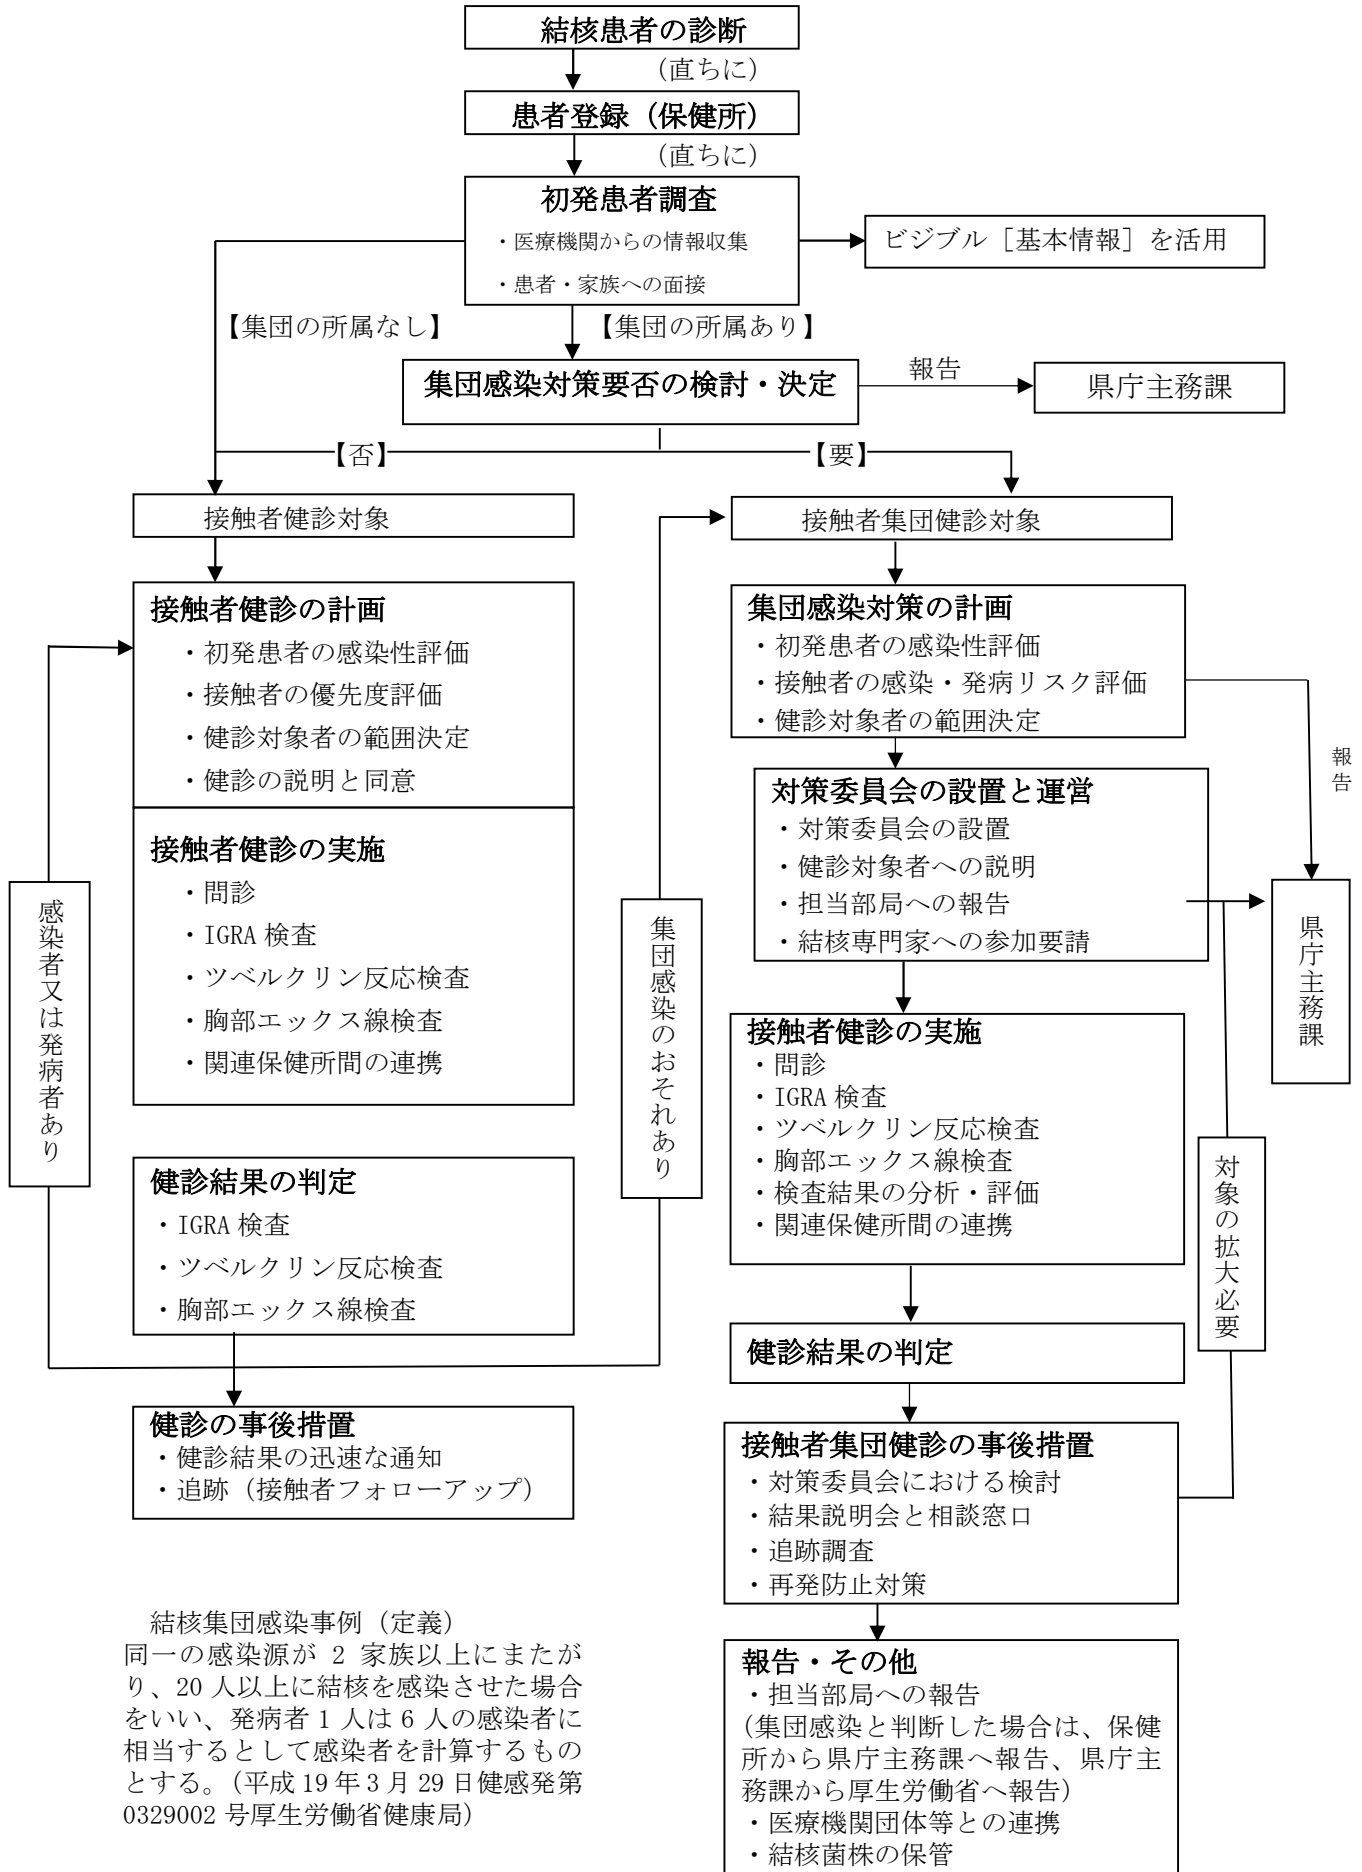 結核患者の診断
（直ちに）
患者登録（保健所）
（直ちに）
初発患者調査
・医療機関からの情報収集
・患者・家族への面接
ビジブル［基本情報］を活用
【集団の所属なし】
【集団の所属あり】
集団感染対策要否の検討・決定
報告
県庁主務課
【否】
【要】
接触者健診対象
接触者健診の計画
・初発患者の感染性評価
・接触者の優先度評価
・健診対象者の範囲決定
・健診の説明と同意
接触者健診の実施
・問診
・IGRA 検査
・ツベルクリン反応検査
・胸部エックス線検査
・関連保健所間の連携
感染者又は発病者あり
健診結果の判定
・IGRA 検査
・ツベルクリン反応検査
・胸部エックス線検査
健診の事後措置
・健診結果の迅速な通知
・追跡（接触者フォローアップ）
集団感染のおそれあり
接触者集団健診対象
集団感染対策の計画
・初発患者の感染性評価
・接触者の感染・発病リスク評価
・健診対象者の範囲決定
報告
対策委員会の設置と運営
・対策委員会の設置
・健診対象者への説明
・担当部局への報告
・結核専門家への参加要請
県庁主務課
接触者健診の実施
・問診
・IGRA 検査
・ツベルクリン反応検査
・胸部エックス線検査
・検査結果の分析・評価
・関連保健所間の連携
対象の拡大必要
健診結果の判定
接触者集団健診の事後措置
・対策委員会における検討
・結果説明会と相談窓口
・追跡調査
・再発防止対策
報告・その他
・担当部局への報告
（集団感染と判断した場合は、保健
所から県庁主務課へ報告、県庁主
務課から厚生労働省へ報告）
・医療機関団体等との連携
・結核菌株の保管
結核集団感染事例（定義）
同一の感染源が 2 家族以上にまたが
り、20 人以上に結核を感染させた場合
をいい、発病者 1 人は 6 人の感染者に
相当するとして感染者を計算するもの
とする。（平成 19 年 3 月 29 日健感発第
0329002 号厚生労働省健康局）